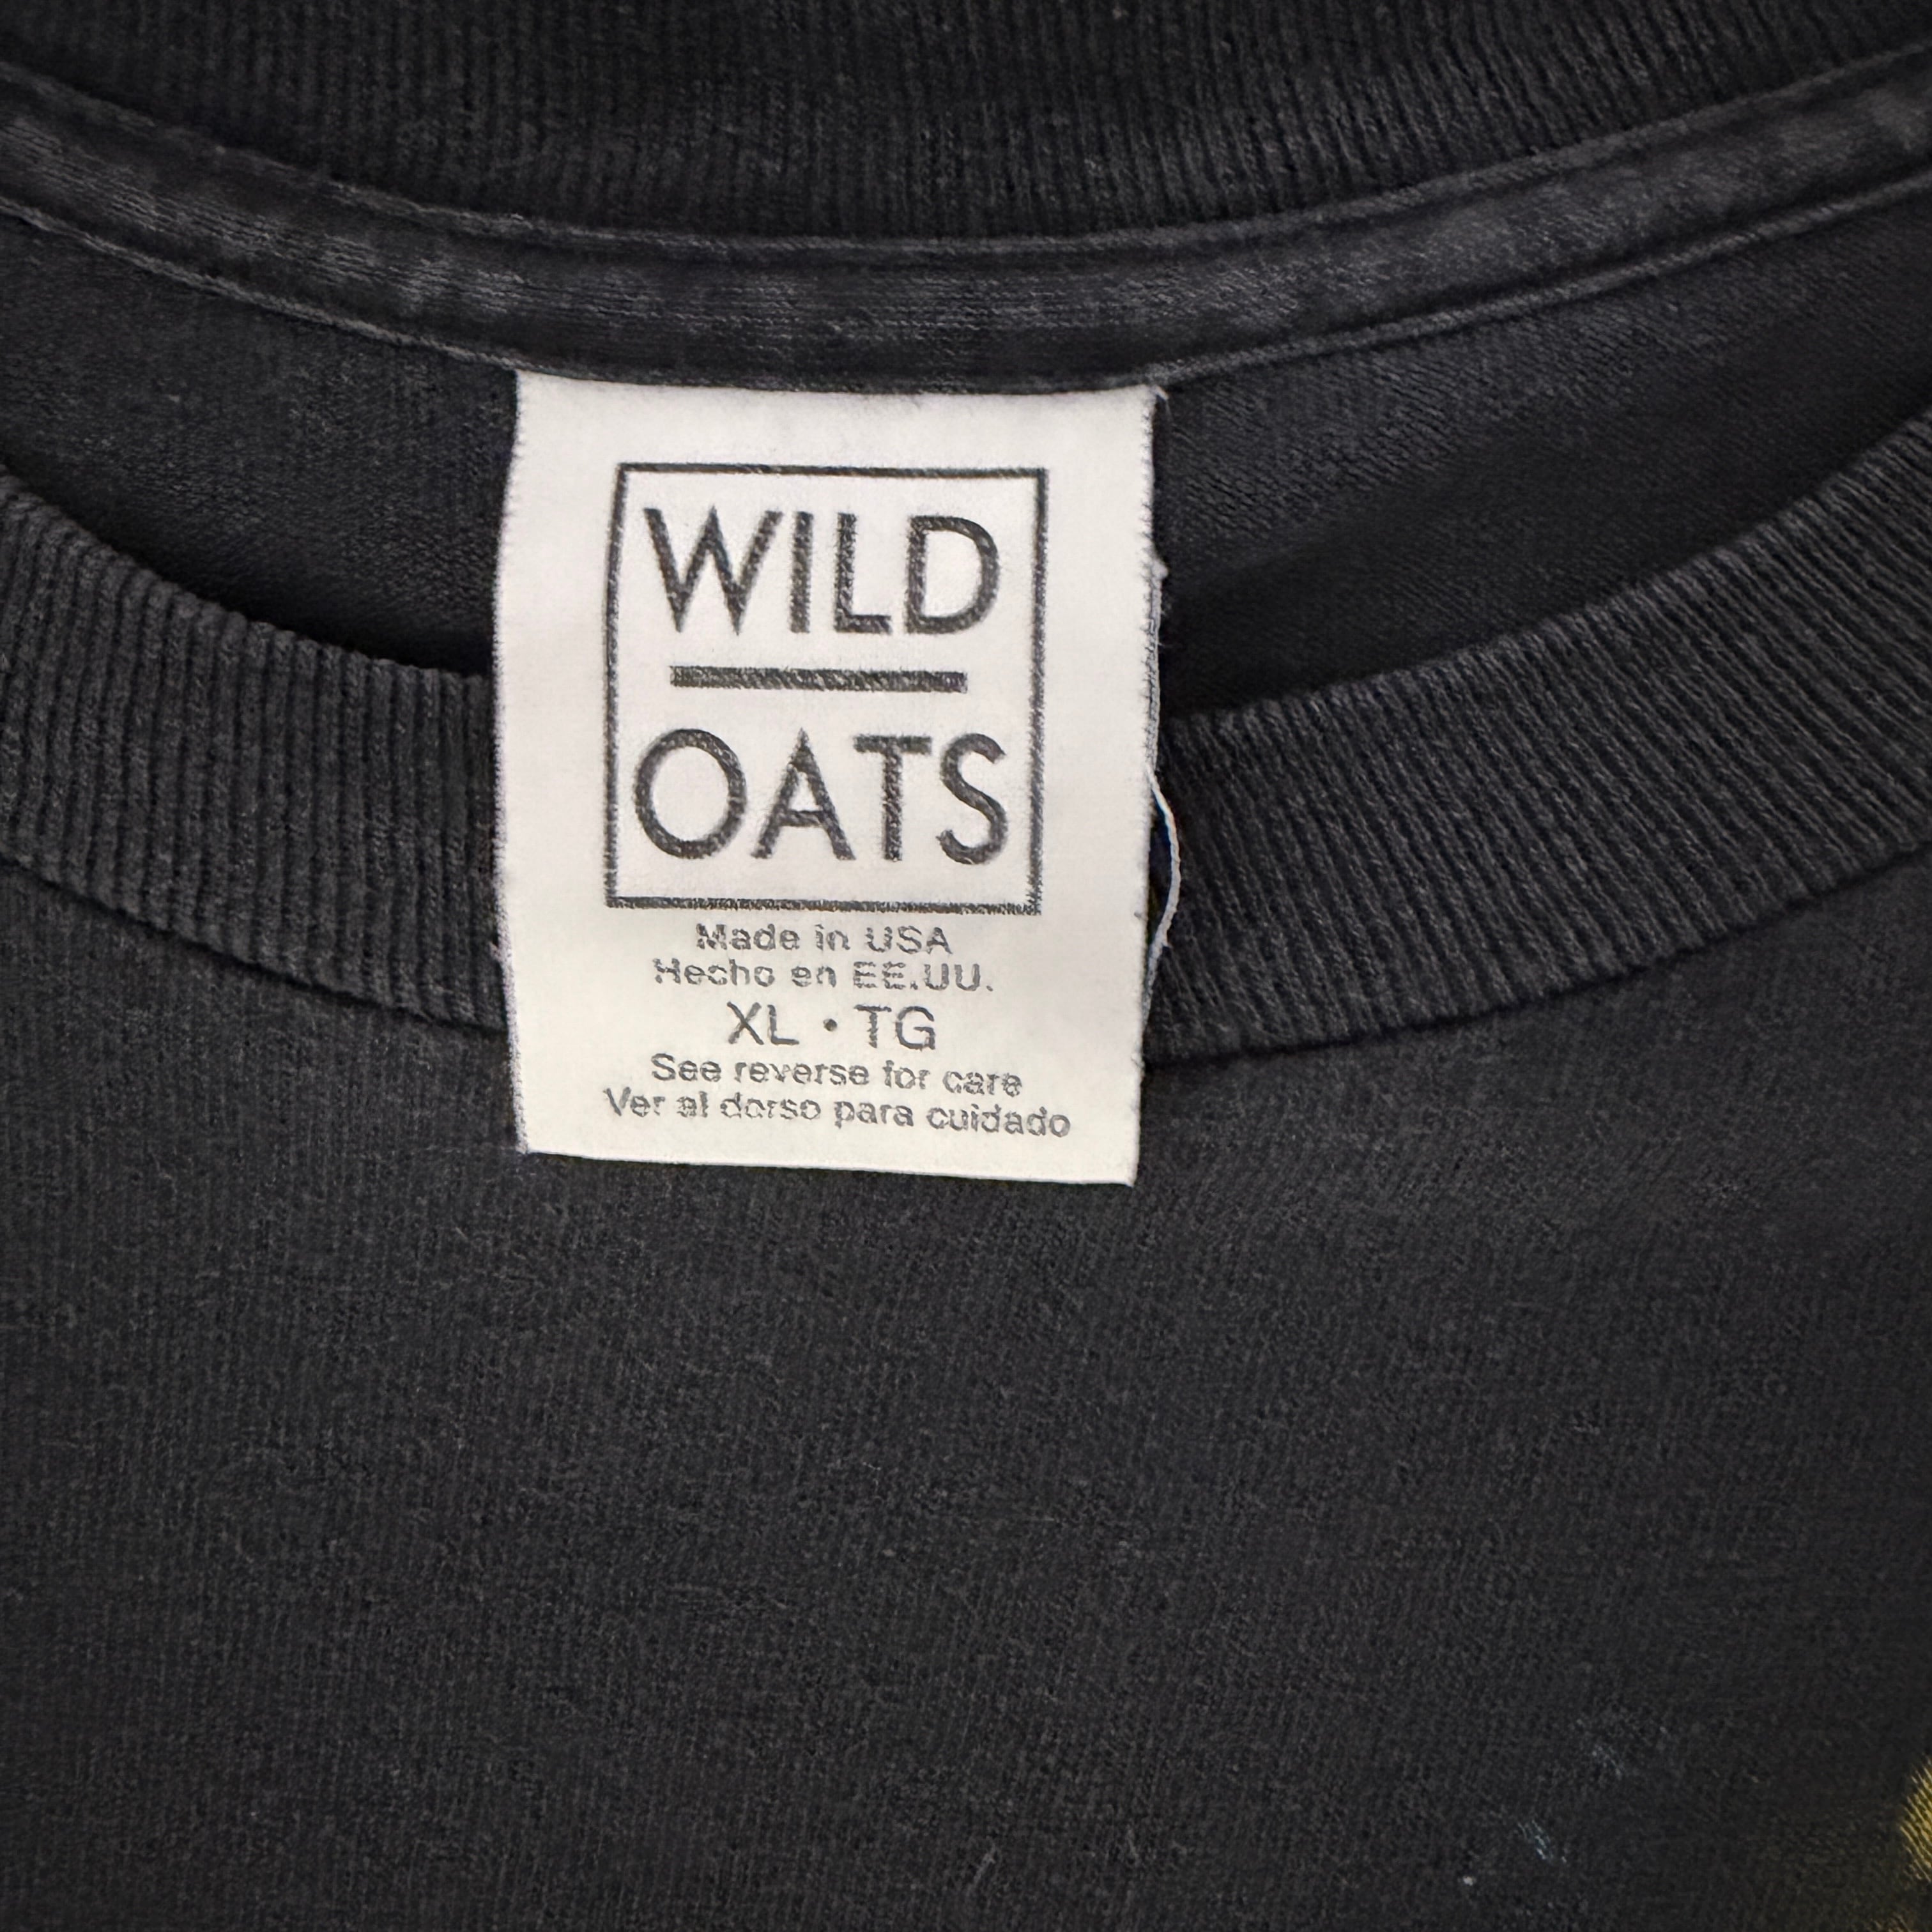 WILD
OATS
Made in USA
Hecho en EE.UU.
XL • TG
See reverse for care
Ver al dorso para cuidado